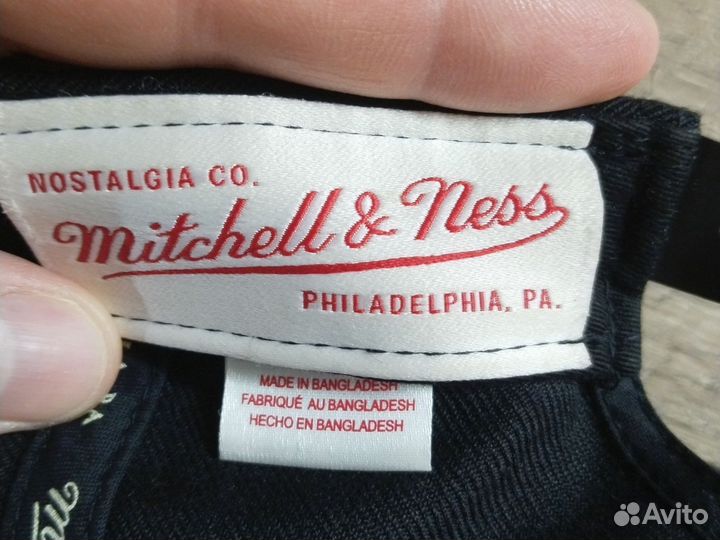 NOSTALGIA CO.
Mitchell & Ness
PHILADELPHIA, PA.
MADE IN BANGLADESH
FABRIQUÉ AU BANGLADESH
HECHO EN BANGLADESH
Avito